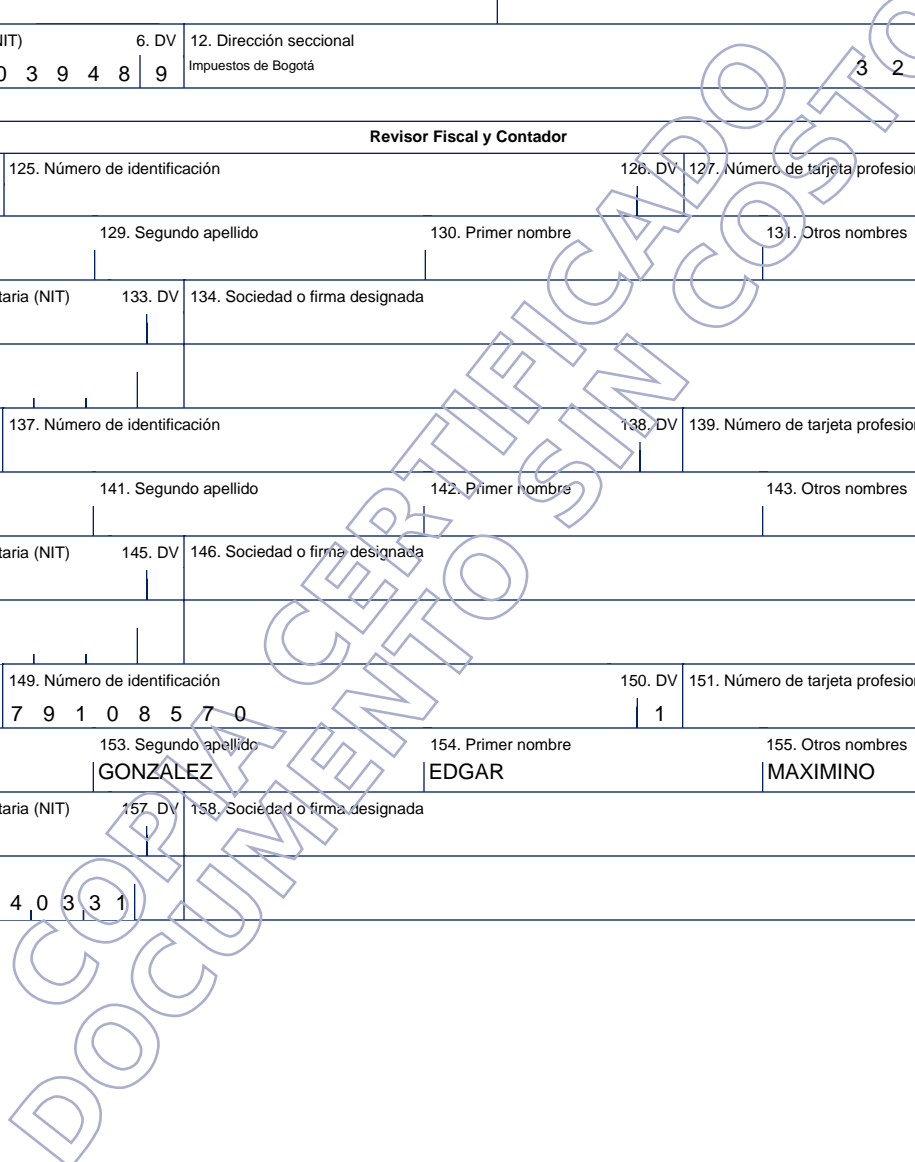 NIT) 6. DV 12. Dirección seccional
0 3 9 4 8 9 Impuestos de Bogotá 3 2
Revisor Fiscal y Contador
125. Número de identificación 126. DV 127. Número de tarjeta profesion
129. Segundo apellido 130. Primer nombre 131. Otros nombres
taria (NIT) 133. DV 134. Sociedad o firma designada
137. Número de identificación 138. DV 139. Número de tarjeta profesion
141. Segundo apellido 142. Primer nombre 143. Otros nombres
taria (NIT) 145. DV 146. Sociedad o firma designada
149. Número de identificación 150. DV 151. Número de tarjeta profesion
7 9 1 0 8 5 7 0 1
153. Segundo apellido 154. Primer nombre 155. Otros nombres
GONZALEZ EDGAR MAXIMINO
taria (NIT) 157. DV 158. Sociedad o firma designada
4 0 3 3 1
COPIA CERTIFICADO
DOCUMENTO SIN COSTO